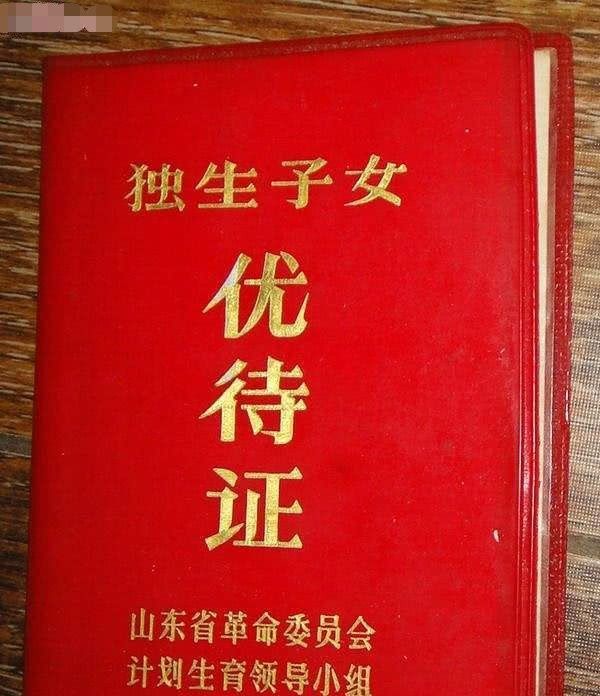 独生子女
优
待
证
山东省革命委员会
计划生育领导小组